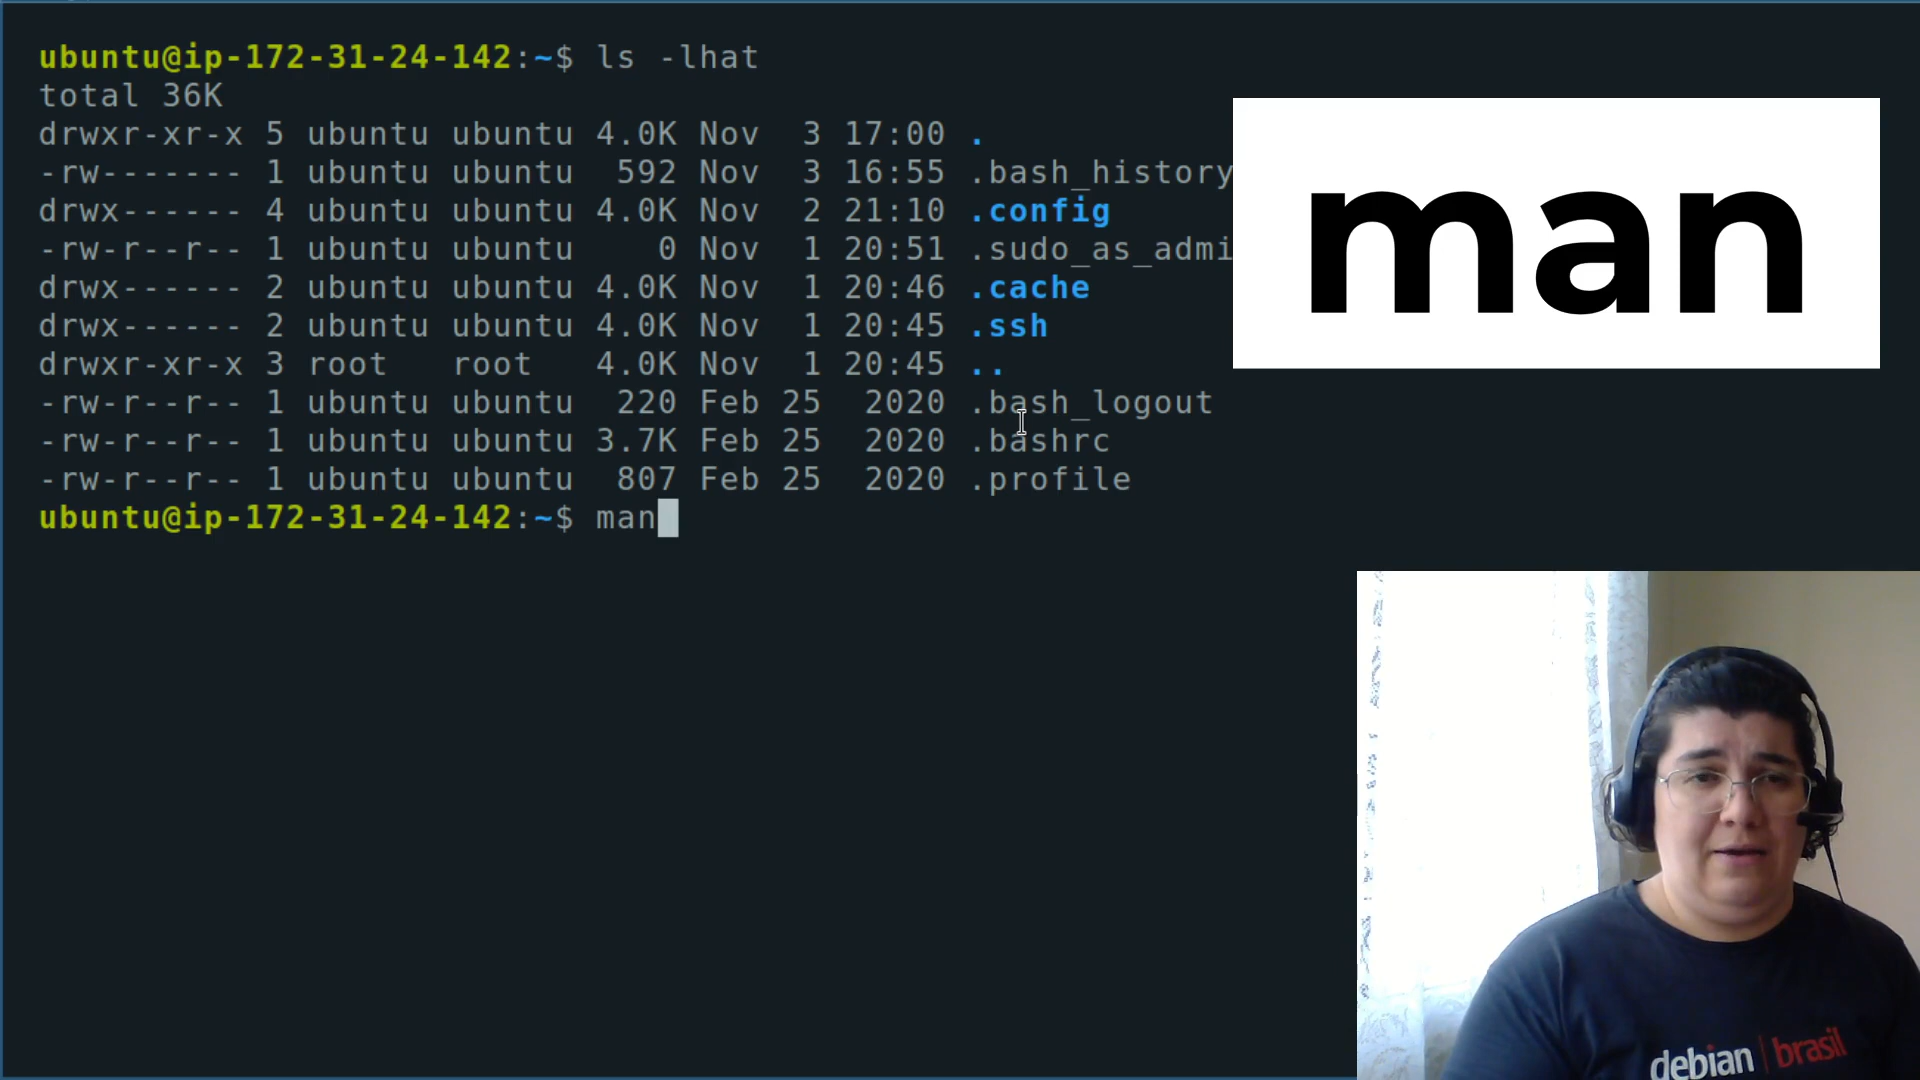 ubuntu@ip-172-31-24-142:~$ ls -lhat
total 36K
drwxr-xr-x 5 ubuntu ubuntu 4.0K Nov  3 17:00 .
-rw------- 1 ubuntu ubuntu  592 Nov  3 16:55 .bash_history
drwx------ 4 ubuntu ubuntu 4.0K Nov  2 21:10 .config
-rw-r--r-- 1 ubuntu ubuntu    0 Nov  1 20:51 .sudo_as_admi
drwx------ 2 ubuntu ubuntu 4.0K Nov  1 20:46 .cache
drwx------ 2 ubuntu ubuntu 4.0K Nov  1 20:45 .ssh
drwxr-xr-x 3 root   root   4.0K Nov  1 20:45 ..
-rw-r--r-- 1 ubuntu ubuntu  220 Feb 25  2020 .bash_logout
-rw-r--r-- 1 ubuntu ubuntu 3.7K Feb 25  2020 .bashrc
-rw-r--r-- 1 ubuntu ubuntu  807 Feb 25  2020 .profile
ubuntu@ip-172-31-24-142:~$ man
man
debian | brasil